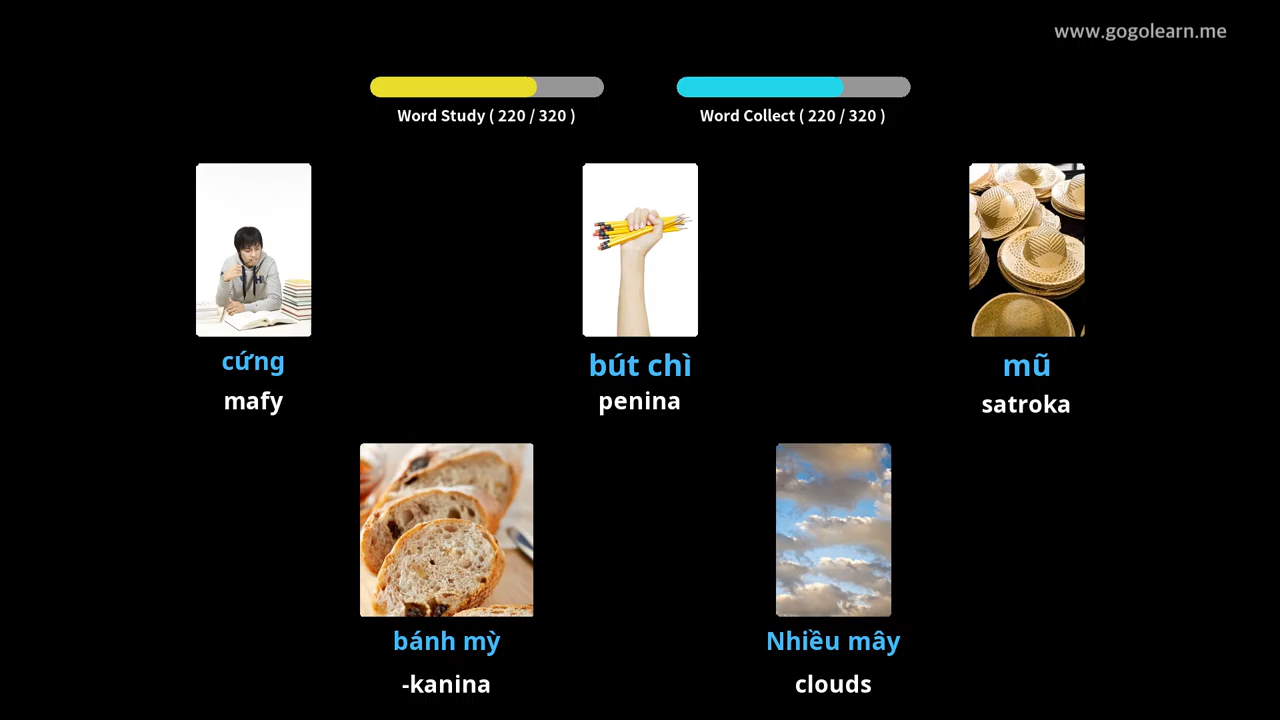 www.gogolearn.me
Word Study ( 220 / 320 )
Word Collect ( 220 / 320 )
cứng
mafy
bút chì
penina
mũ
satroka
bánh mỳ
-kanina
Nhiều mây
clouds